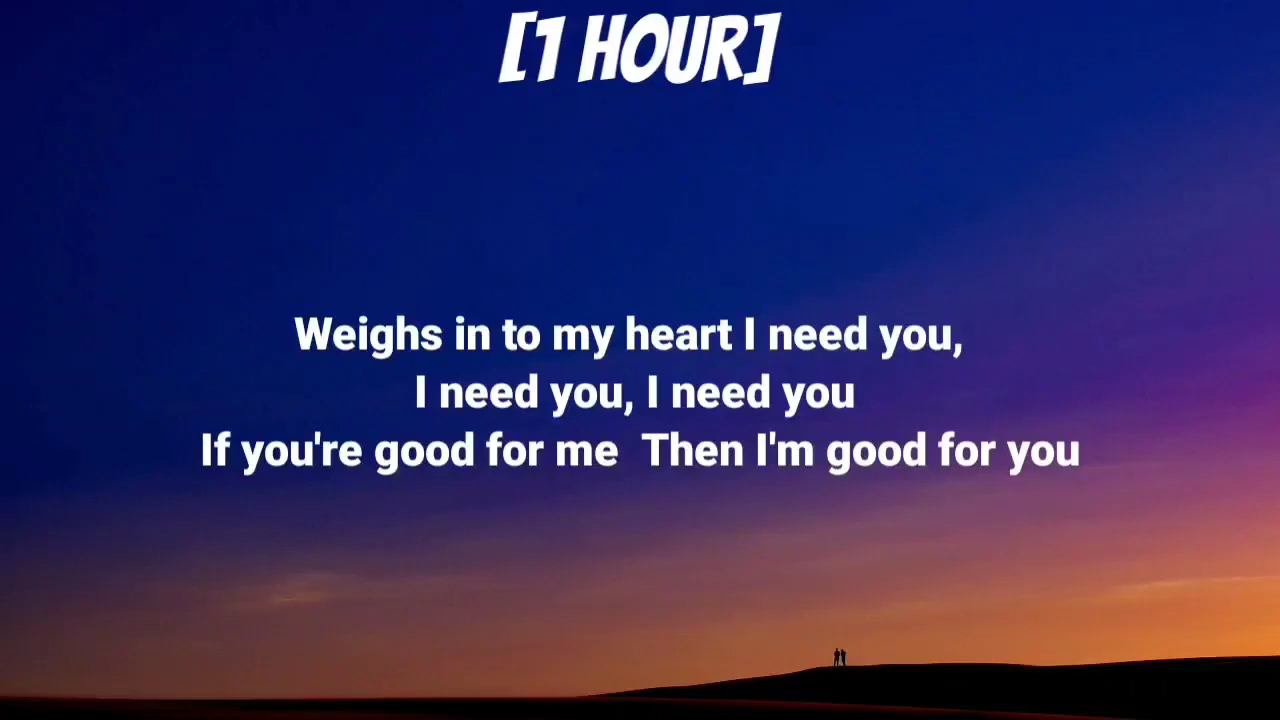 [1 HOUR]
Weighs in to my heart I need you,
I need you, I need you
If you're good for me  Then I'm good for you